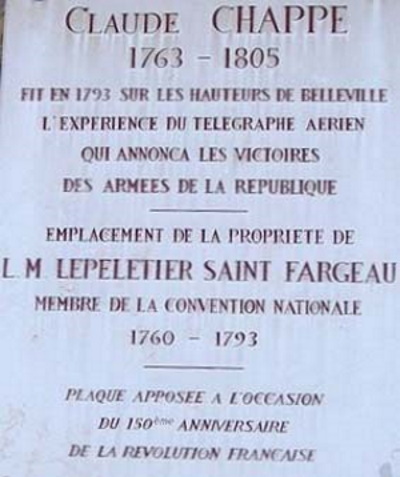 CLAUDE CHAPPE
1763 - 1805
FIT EN 1793 SUR LES HAUTEURS DE BELLEVILLE
L'EXPERIENCE DU TELEGRAPHE AERIEN
QUI ANNONCA LES VICTOIRES
DES ARMEES DE LA REPUBLIQUE
EMPLACEMENT DE LA PROPRIETE DE
L. M. LEPELETIER SAINT FARGEAU
MEMBRE DE LA CONVENTION NATIONALE
1760 - 1793
PLAQUE APPOSEE A L'OCCASION
DU 150ème ANNIVERSAIRE
DE LA REVOLUTION FRANCAISE